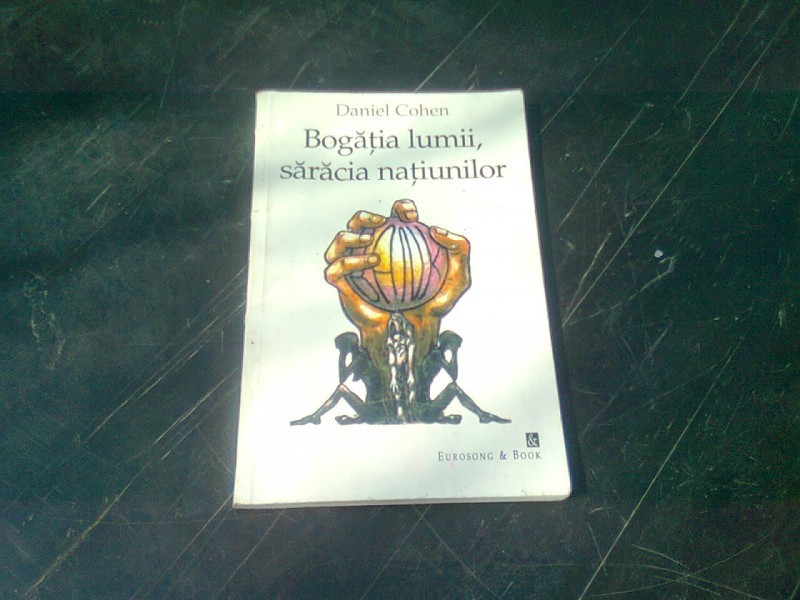 Daniel Cohen
Bogăția lumii,
sărăcia națiunilor
&
EUROSONG & BOOK